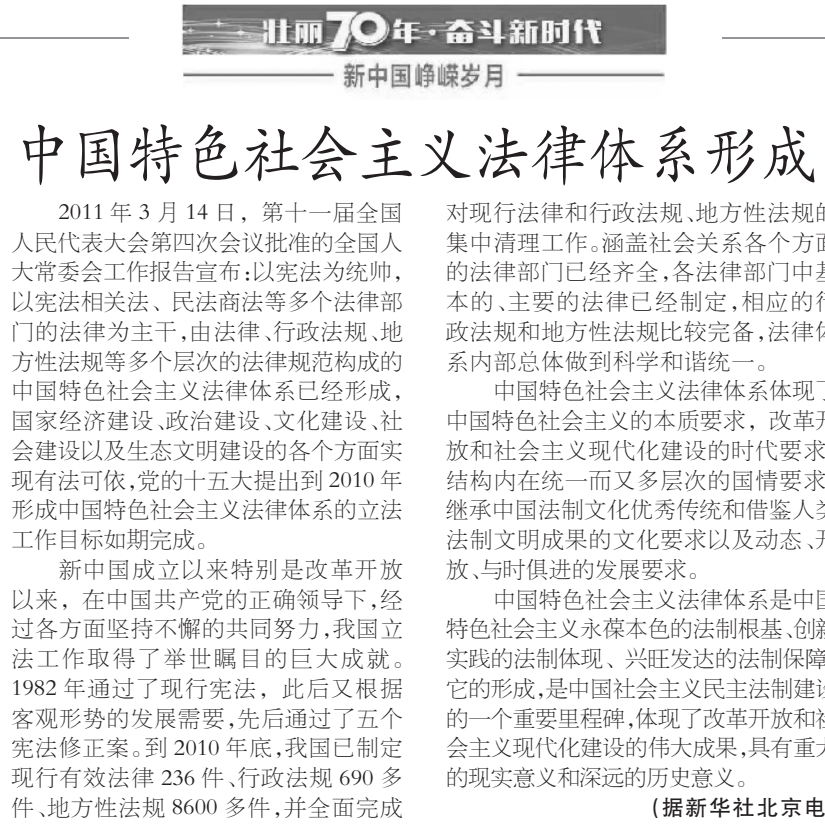 壮丽70年·奋斗新时代
新中国峥嵘岁月
中国特色社会主义法律体系形成
2011年3月14日，第十一届全国
人民代表大会第四次会议批准的全国人
大常委会工作报告宣布：以宪法为统帅，
以宪法相关法、民法商法等多个法律部
门的法律为主干，由法律、行政法规、地
方性法规等多个层次的法律规范构成的
中国特色社会主义法律体系已经形成，
国家经济建设、政治建设、文化建设、社
会建设以及生态文明建设的各个方面实
现有法可依，党的十五大提出到2010年
形成中国特色社会主义法律体系的立法
工作目标如期完成。
新中国成立以来特别是改革开放
以来，在中国共产党的正确领导下，经
过各方面坚持不懈的共同努力，我国立
法工作取得了举世瞩目的巨大成就。
1982年通过了现行宪法，此后又根据
客观形势的发展需要，先后通过了五个
宪法修正案。到2010年底，我国已制定
现行有效法律236件、行政法规690多
件、地方性法规8600多件，并全面完成
对现行法律和行政法规、地方性法规的
集中清理工作。涵盖社会关系各个方面
的法律部门已经齐全，各法律部门中基
本的、主要的法律已经制定，相应的行
政法规和地方性法规比较完备，法律体
系内部总体做到科学和谐统一。
中国特色社会主义法律体系体现了
中国特色社会主义的本质要求，改革开
放和社会主义现代化建设的时代要求，
结构内在统一而又多层次的国情要求，
继承中国法制文化优秀传统和借鉴人类
法制文明成果的文化要求以及动态、开
放、与时俱进的发展要求。
中国特色社会主义法律体系是中国
特色社会主义永葆本色的法制根基、创新
实践的法制体现、兴旺发达的法制保障。
它的形成，是中国社会主义民主法制建设
的一个重要里程碑，体现了改革开放和社
会主义现代化建设的伟大成果，具有重大
的现实意义和深远的历史意义。
（据新华社北京电